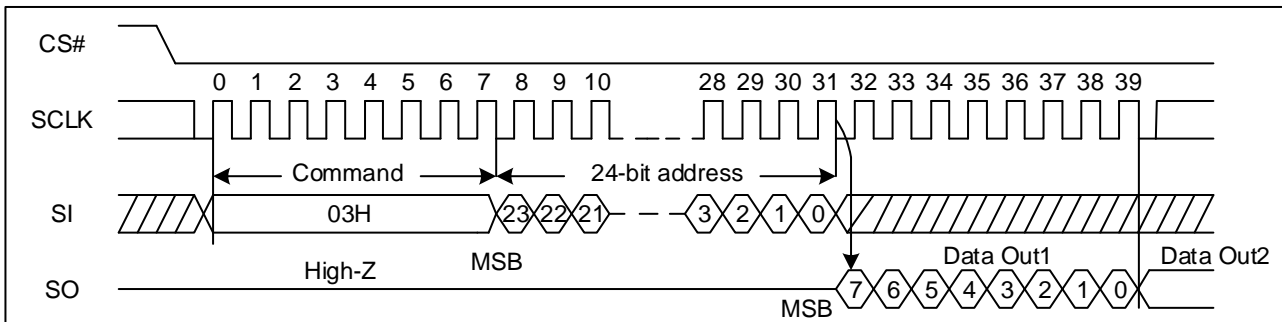 CS#
0 1 2 3 4 5 6 7 8 9 10 28 29 30 31 32 33 34 35 36 37 38 39
SCLK
Command 24-bit address
SI 03H 23 22 21 3 2 1 0
High-Z MSB Data Out1 Data Out2
SO MSB 7 6 5 4 3 2 1 0